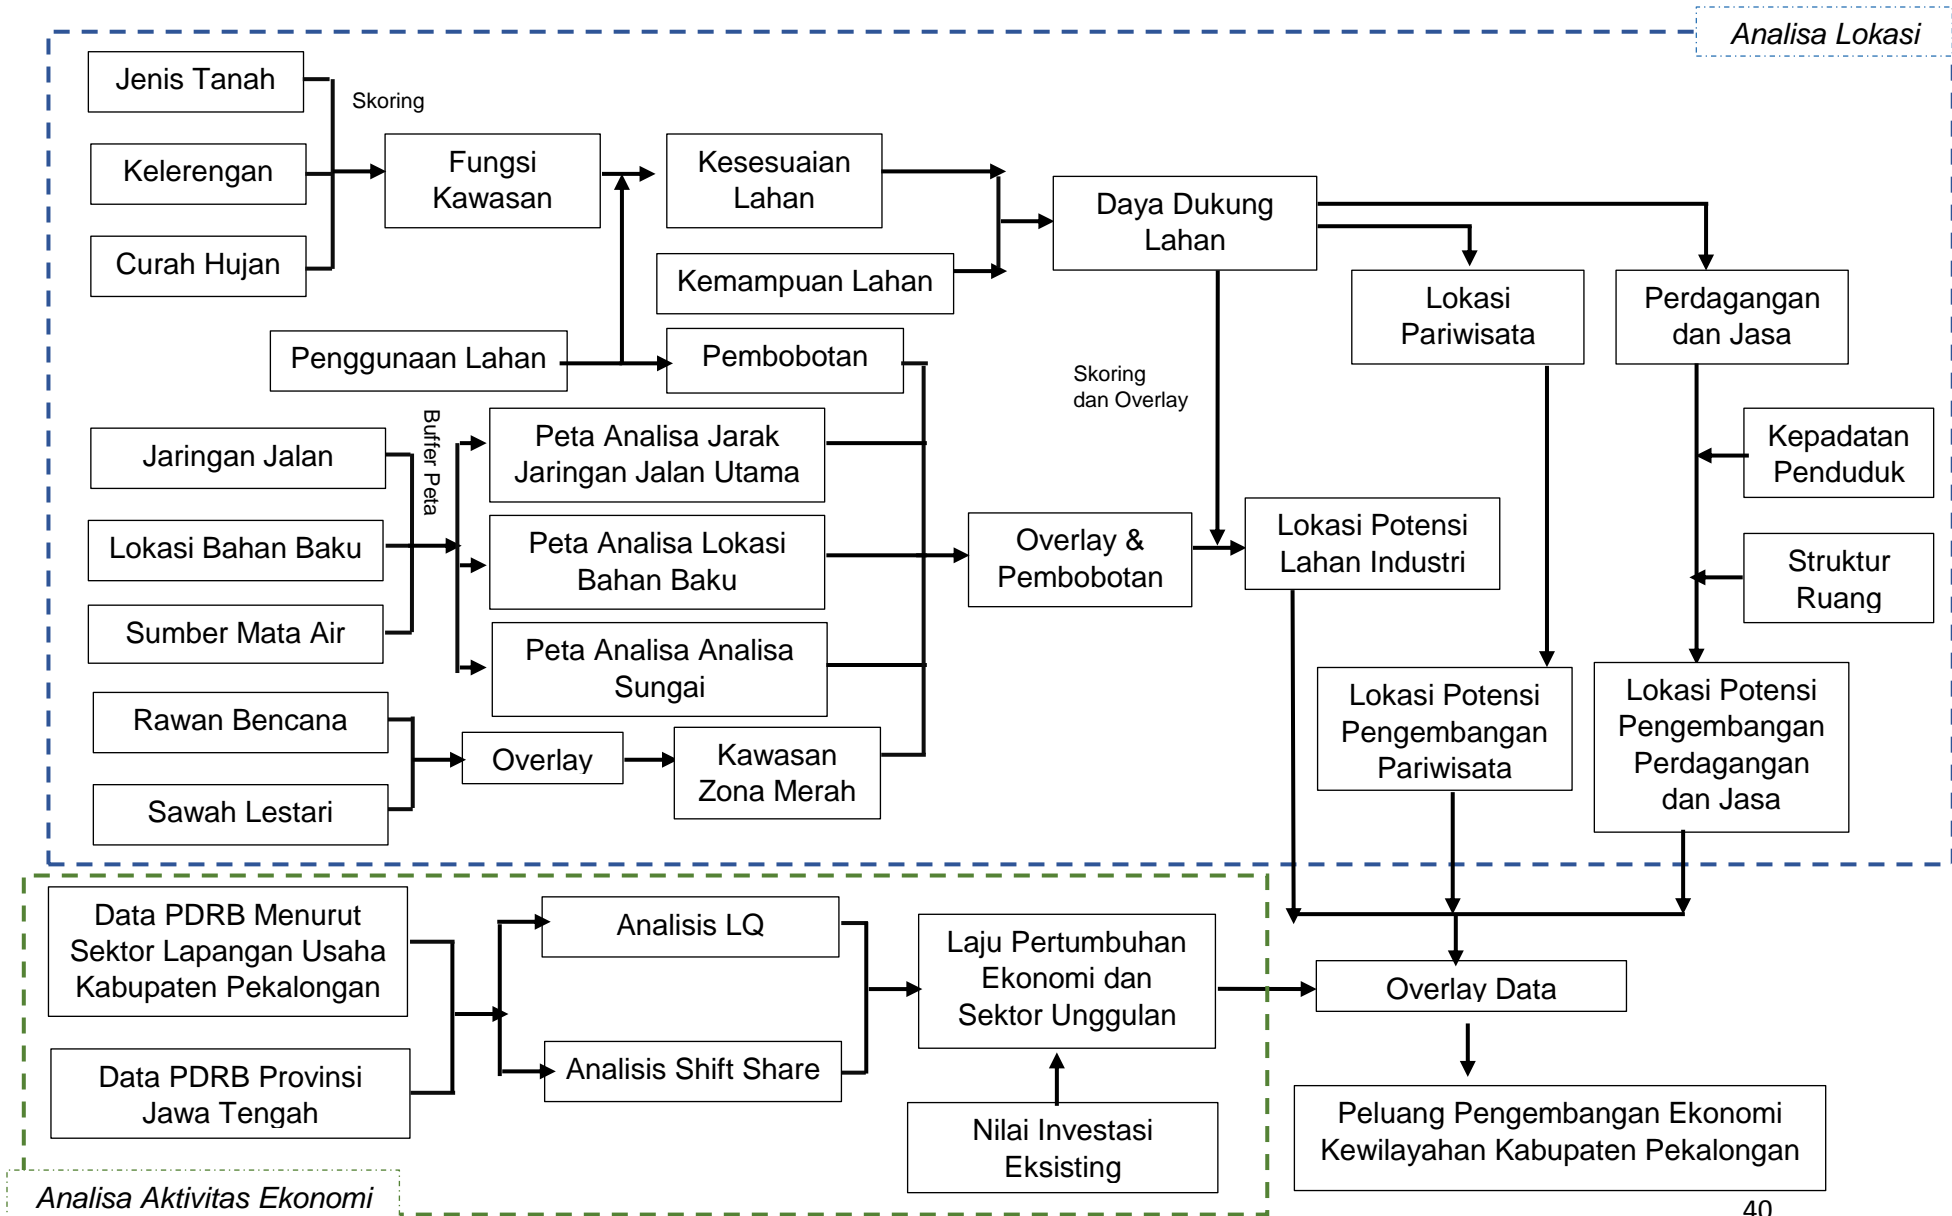 Analisa Lokasi
Jenis Tanah
Skoring
Kelerengan
Curah Hujan
Fungsi
Kawasan
Kesesuaian
Lahan
Kemampuan Lahan
Daya Dukung
Lahan
Penggunaan Lahan
Pembobotan
Lokasi
Pariwisata
Perdagangan
dan Jasa
Skoring
dan Overlay
Jaringan Jalan
Lokasi Bahan Baku
Sumber Mata Air
Buffer Peta
Peta Analisa Jarak
Jaringan Jalan Utama
Peta Analisa Lokasi
Bahan Baku
Peta Analisa Analisa
Sungai
Overlay &
Pembobotan
Lokasi Potensi
Lahan Industri
Kepadatan
Penduduk
Struktur
Ruang
Rawan Bencana
Sawah Lestari
Overlay
Kawasan
Zona Merah
Lokasi Potensi
Pengembangan
Pariwisata
Lokasi Potensi
Pengembangan
Perdagangan
dan Jasa
Data PDRB Menurut
Sektor Lapangan Usaha
Kabupaten Pekalongan
Data PDRB Provinsi
Jawa Tengah
Analisis LQ
Analisis Shift Share
Laju Pertumbuhan
Ekonomi dan
Sektor Unggulan
Nilai Investasi
Eksisting
Overlay Data
Peluang Pengembangan Ekonomi
Kewilayahan Kabupaten Pekalongan
Analisa Aktivitas Ekonomi
40